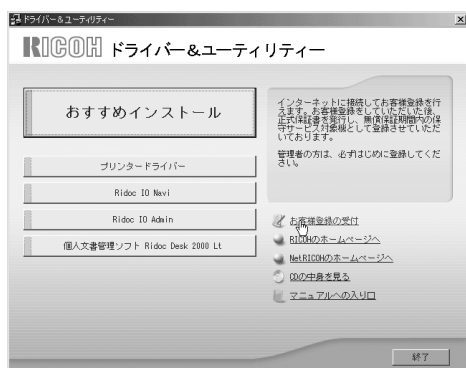 ドライバー&ユーティリティー
RICOH ドライバー&ユーティリティー
おすすめインストール
プリンタードライバー
Ridoc IO Navi
Ridoc IO Admin
個人文書管理ソフト Ridoc Desk 2000 Lt
インターネットに接続してお客様登録を行
えます。お客様登録をしていただいた後、
正式保証書を発行し、無償保証期間内の保
守サービス対象機として登録させていただ
いております。
管理者の方は、必ずはじめに登録してくだ
さい。
お客様登録の受付
RICOHのホームページへ
NetRICOHのホームページへ
CDの中身を見る
マニュアルへの入り口
終了